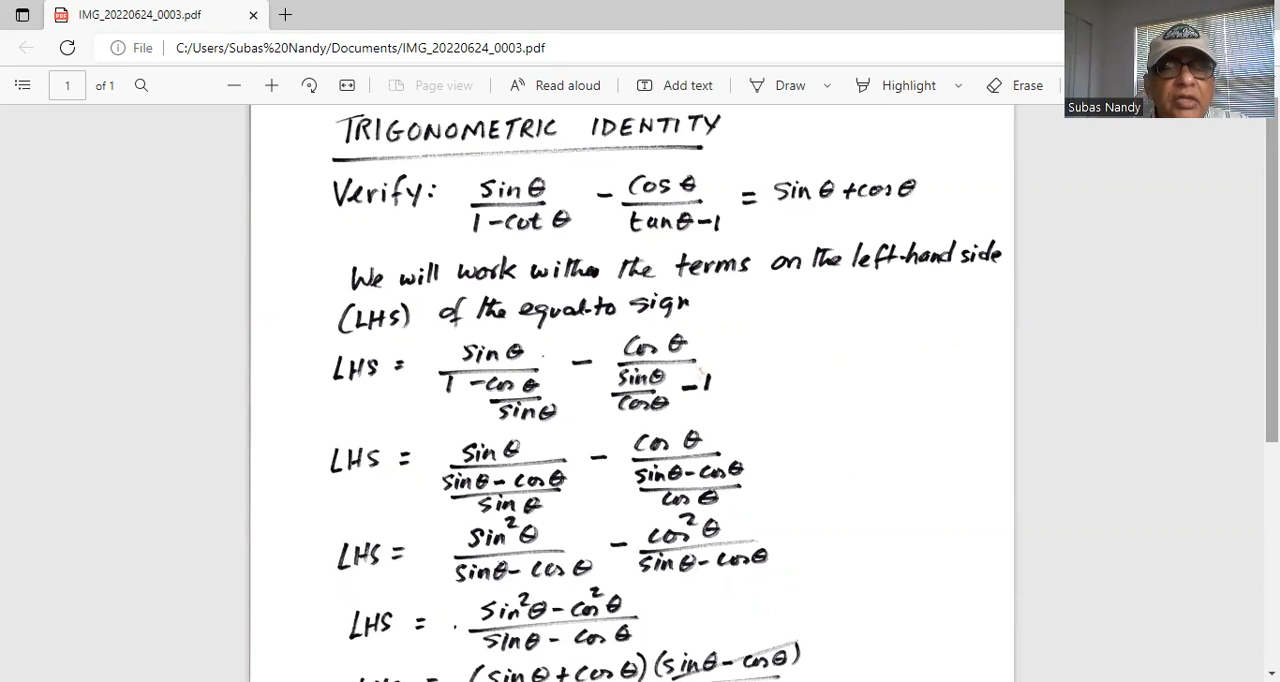 IMG_20220624_0003.pdf
File | C:/Users/Subas%20Nandy/Documents/IMG_20220624_0003.pdf
1 of 1 Page view Read aloud Add text Draw Highlight Erase
Subas Nandy
TRIGONOMETRIC IDENTITY
Verify: sinθ/(1-cotθ) - cosθ/(tanθ-1) = sinθ+cosθ
We will work with the terms on the left-hand side
(LHS) of the equal-to sign
LHS = sinθ/(1-cosθ/sinθ) - cosθ/(sinθ/cosθ -1)
LHS = sinθ/((sinθ-cosθ)/sinθ) - cosθ/((sinθ-cosθ)/cosθ)
LHS = sin²θ/(sinθ-cosθ) - cos²θ/(sinθ-cosθ)
LHS = (sin²θ-cos²θ)/(sinθ-cosθ)
= (sinθ+cosθ)(sinθ-cosθ)